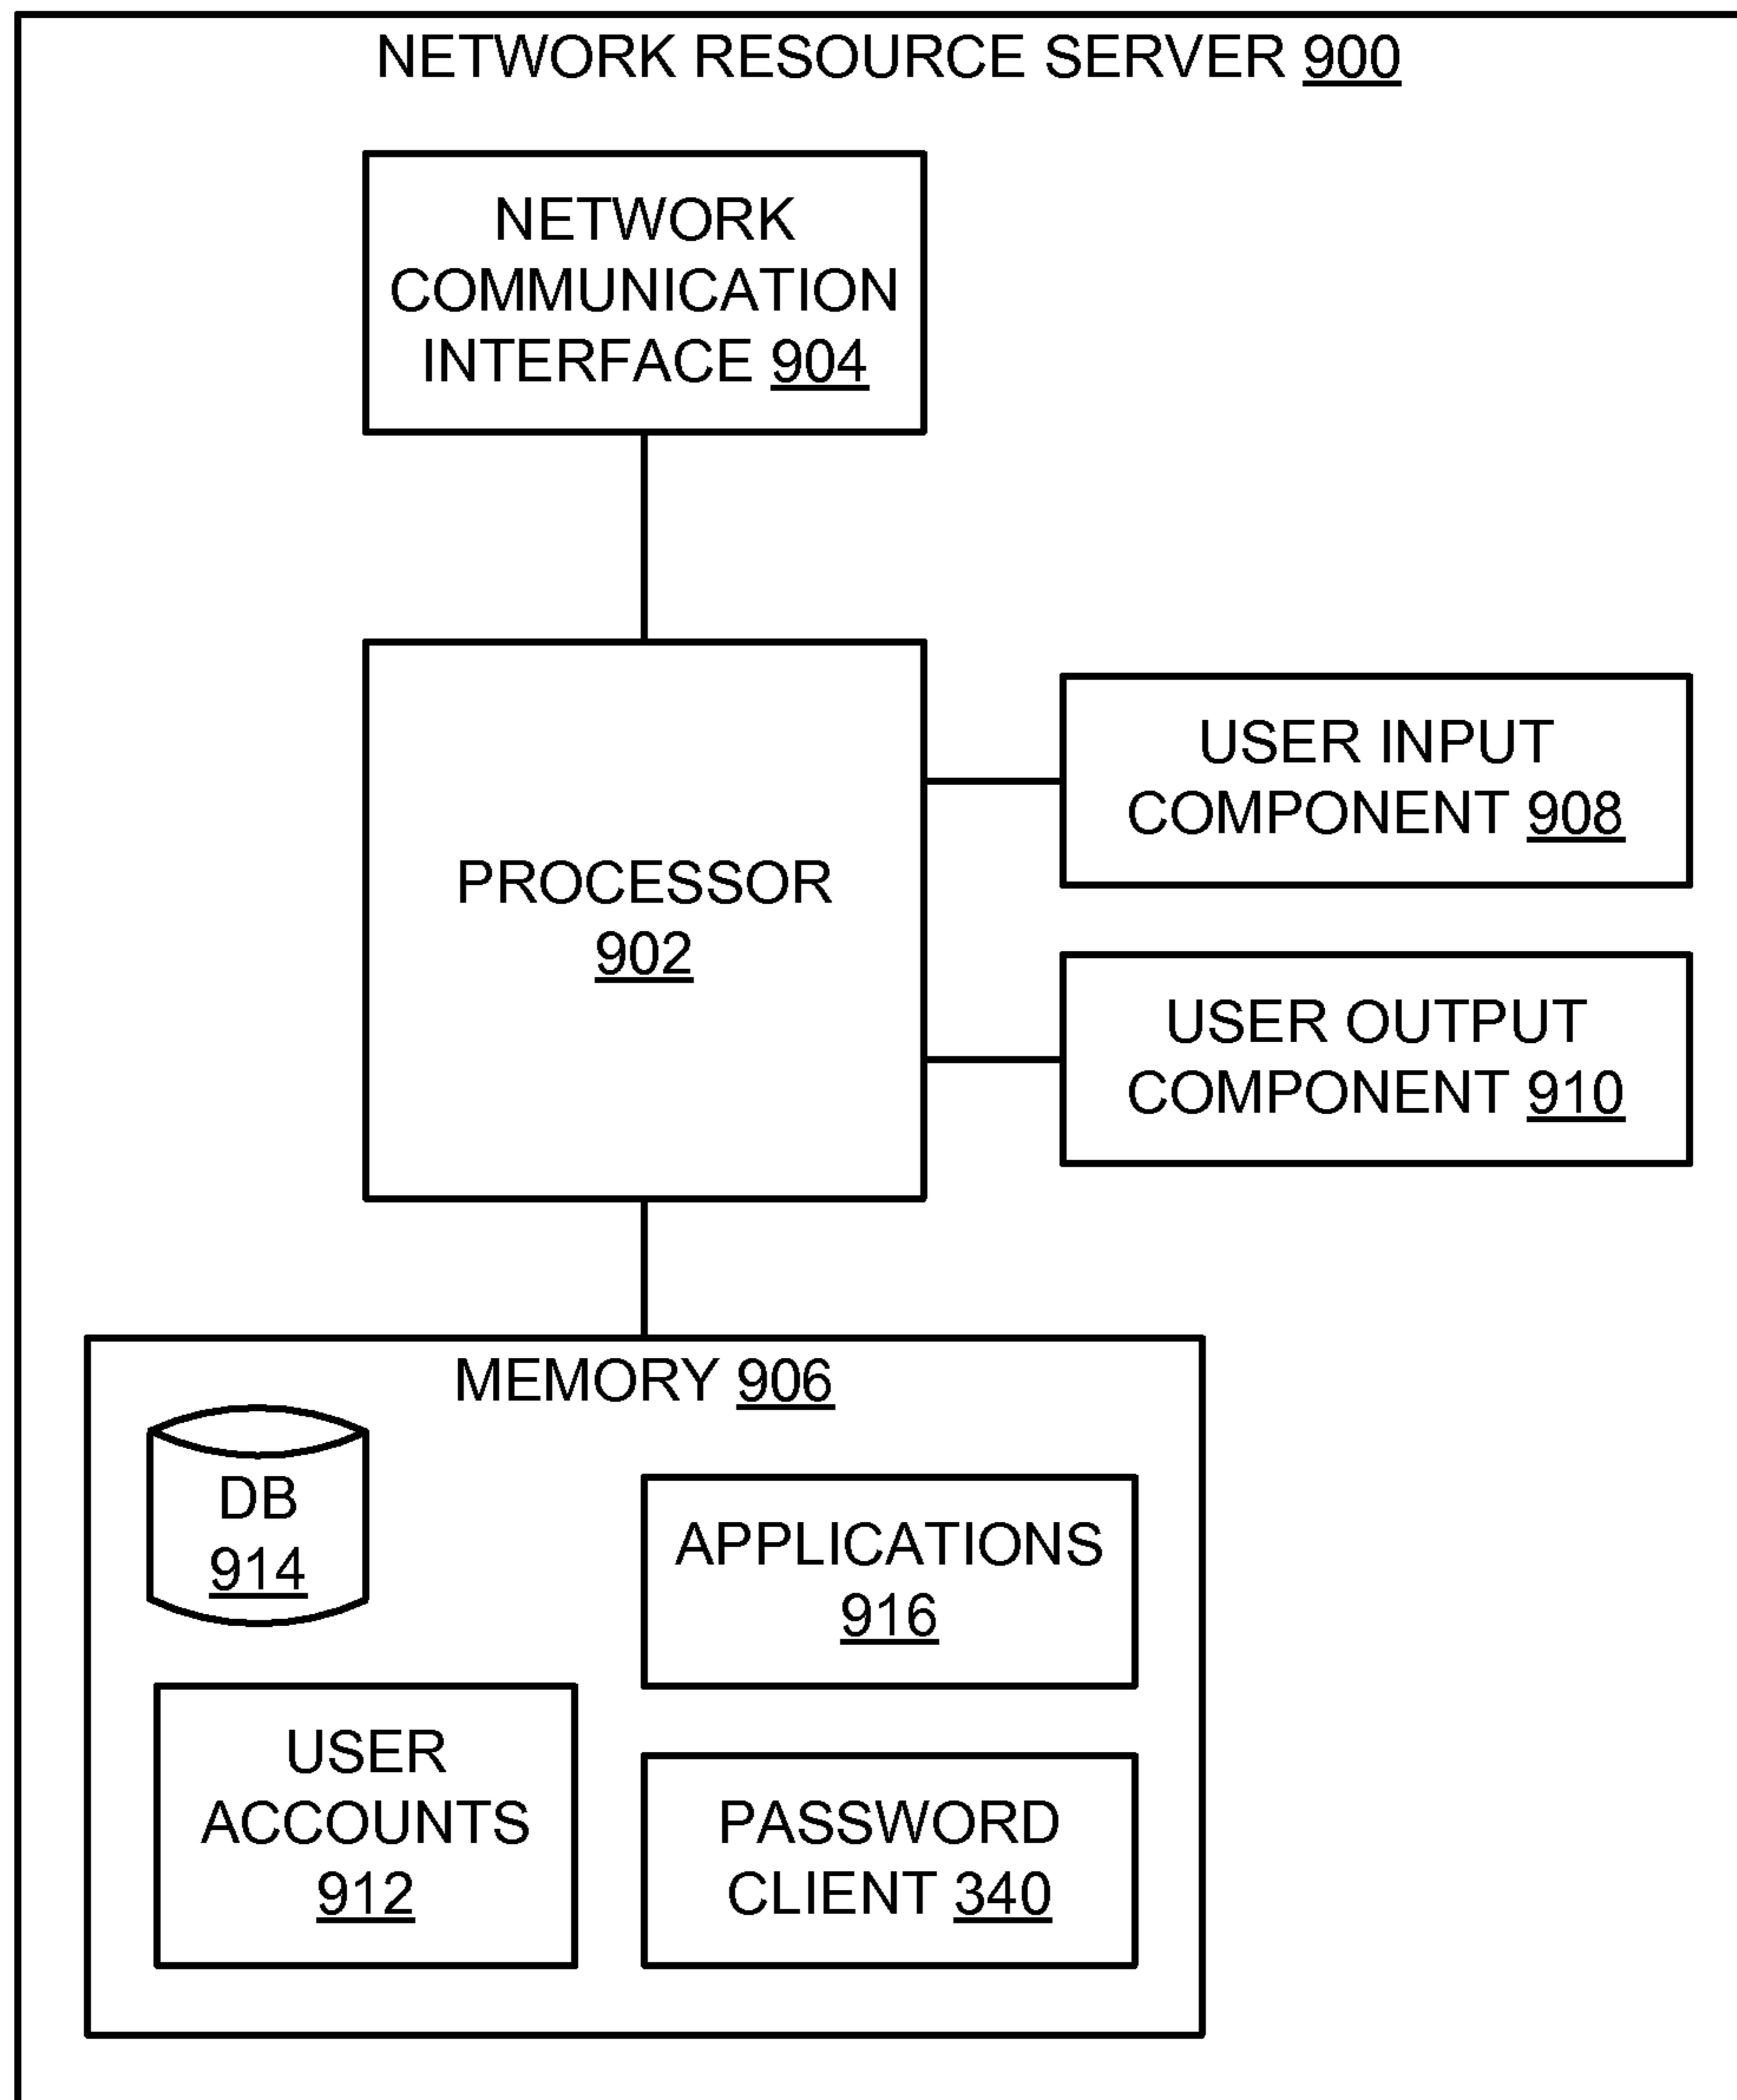 NETWORK RESOURCE SERVER 900
NETWORK
COMMUNICATION
INTERFACE 904
PROCESSOR
902
USER INPUT
COMPONENT 908
USER OUTPUT
COMPONENT 910
MEMORY 906
DB
914
APPLICATIONS
916
USER
ACCOUNTS
912
PASSWORD
CLIENT 340